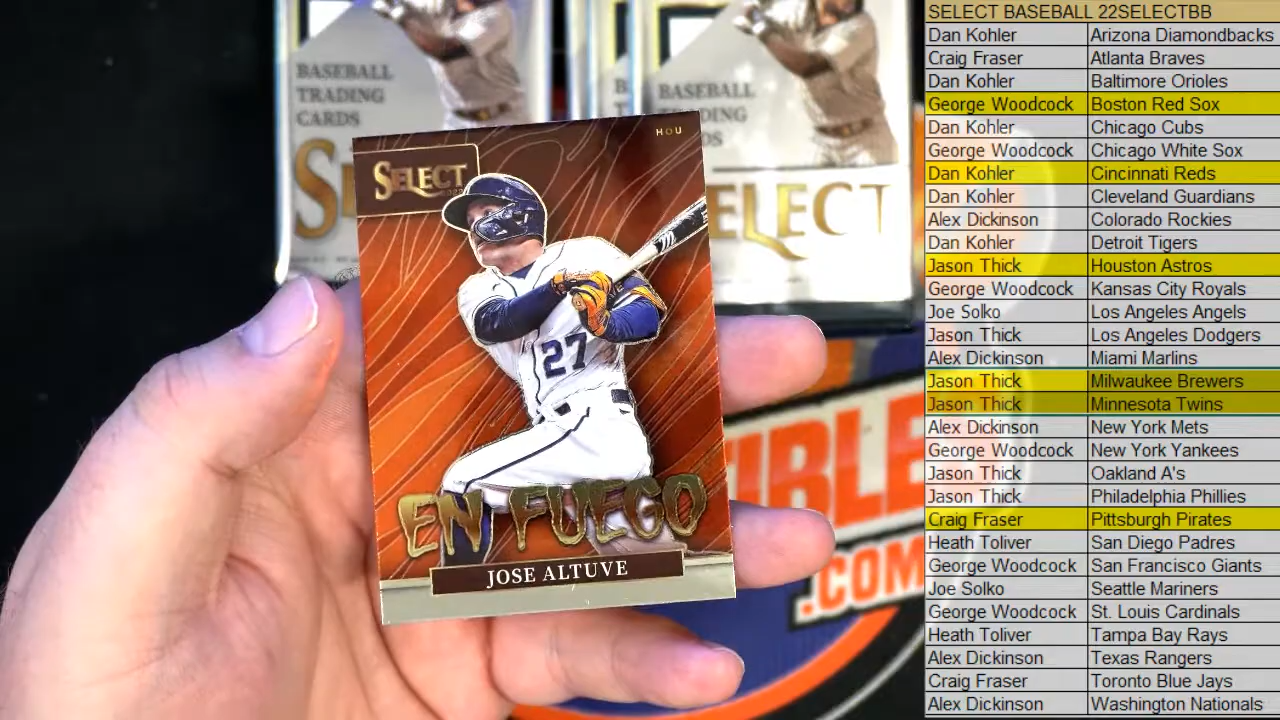 BASEBALL
TRADING
CARDS
BASEBALL
SELECT
HOU
SELECT
2022
27
EN FUEGO
JOSE ALTUVE
TIBLE
.COM
SELECT BASEBALL 22SELECTBB
Dan Kohler Arizona Diamondbacks
Craig Fraser Atlanta Braves
Dan Kohler Baltimore Orioles
George Woodcock Boston Red Sox
Dan Kohler Chicago Cubs
George Woodcock Chicago White Sox
Dan Kohler Cincinnati Reds
Dan Kohler Cleveland Guardians
Alex Dickinson Colorado Rockies
Dan Kohler Detroit Tigers
Jason Thick Houston Astros
George Woodcock Kansas City Royals
Joe Solko Los Angeles Angels
Jason Thick Los Angeles Dodgers
Alex Dickinson Miami Marlins
Jason Thick Milwaukee Brewers
Jason Thick Minnesota Twins
Alex Dickinson New York Mets
George Woodcock New York Yankees
Jason Thick Oakland A's
Jason Thick Philadelphia Phillies
Craig Fraser Pittsburgh Pirates
Heath Toliver San Diego Padres
George Woodcock San Francisco Giants
Joe Solko Seattle Mariners
George Woodcock St. Louis Cardinals
Heath Toliver Tampa Bay Rays
Alex Dickinson Texas Rangers
Craig Fraser Toronto Blue Jays
Alex Dickinson Washington Nationals